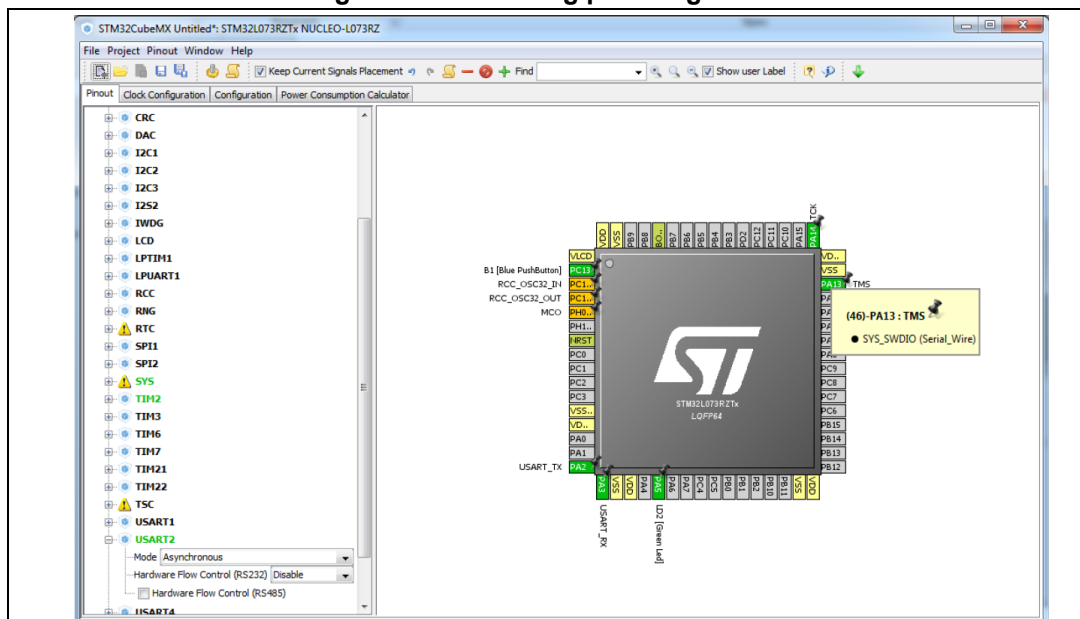 STM32CubeMX Untitled*: STM32L073RZTx NUCLEO-L073RZ
File Project Pinout Window Help
Keep Current Signals Placement Find Show user Label
Pinout Clock Configuration Configuration Power Consumption Calculator
CRC
DAC
I2C1
I2C2
I2C3
I2S2
IWDG
LCD
LPTIM1
LPUART1
RCC
RNG
RTC
SPI1
SPI2
SYS
TIM2
TIM3
TIM6
TIM7
TIM21
TIM22
TSC
USART1
USART2
Mode Asynchronous
Hardware Flow Control (RS232) Disable
Hardware Flow Control (RS485)
USART4
TCK
VDD VSS PB9 PB8 BO.. PB7 PB6 PB5 PB4 PB3 PD2 PC12 PC11 PC10 PA15 PA14
VLCD VD..
B1 [Blue PushButton] PC13 VSS
RCC_OSC32_IN PC1.. PA13 TMS
RCC_OSC32_OUT PC1..
MCO PH0..
(46)-PA13 : TMS
SYS_SWDIO (Serial_Wire)
PH1..
NRST
PC0
PC1 PC9
PC2 PC8
PC3 PC7
VSS.. PC6
VD.. PB15
PA0 PB14
PA1 PB13
USART_TX PA2 PB12
STM32L073RZTx
LQFP64
PA3 VSS VDD PA4 PA5 PA6 PA7 PC4 PC5 PB0 PB1 PB2 PB10 PB11 VSS VDD
USART_RX LD2 [Green Led]